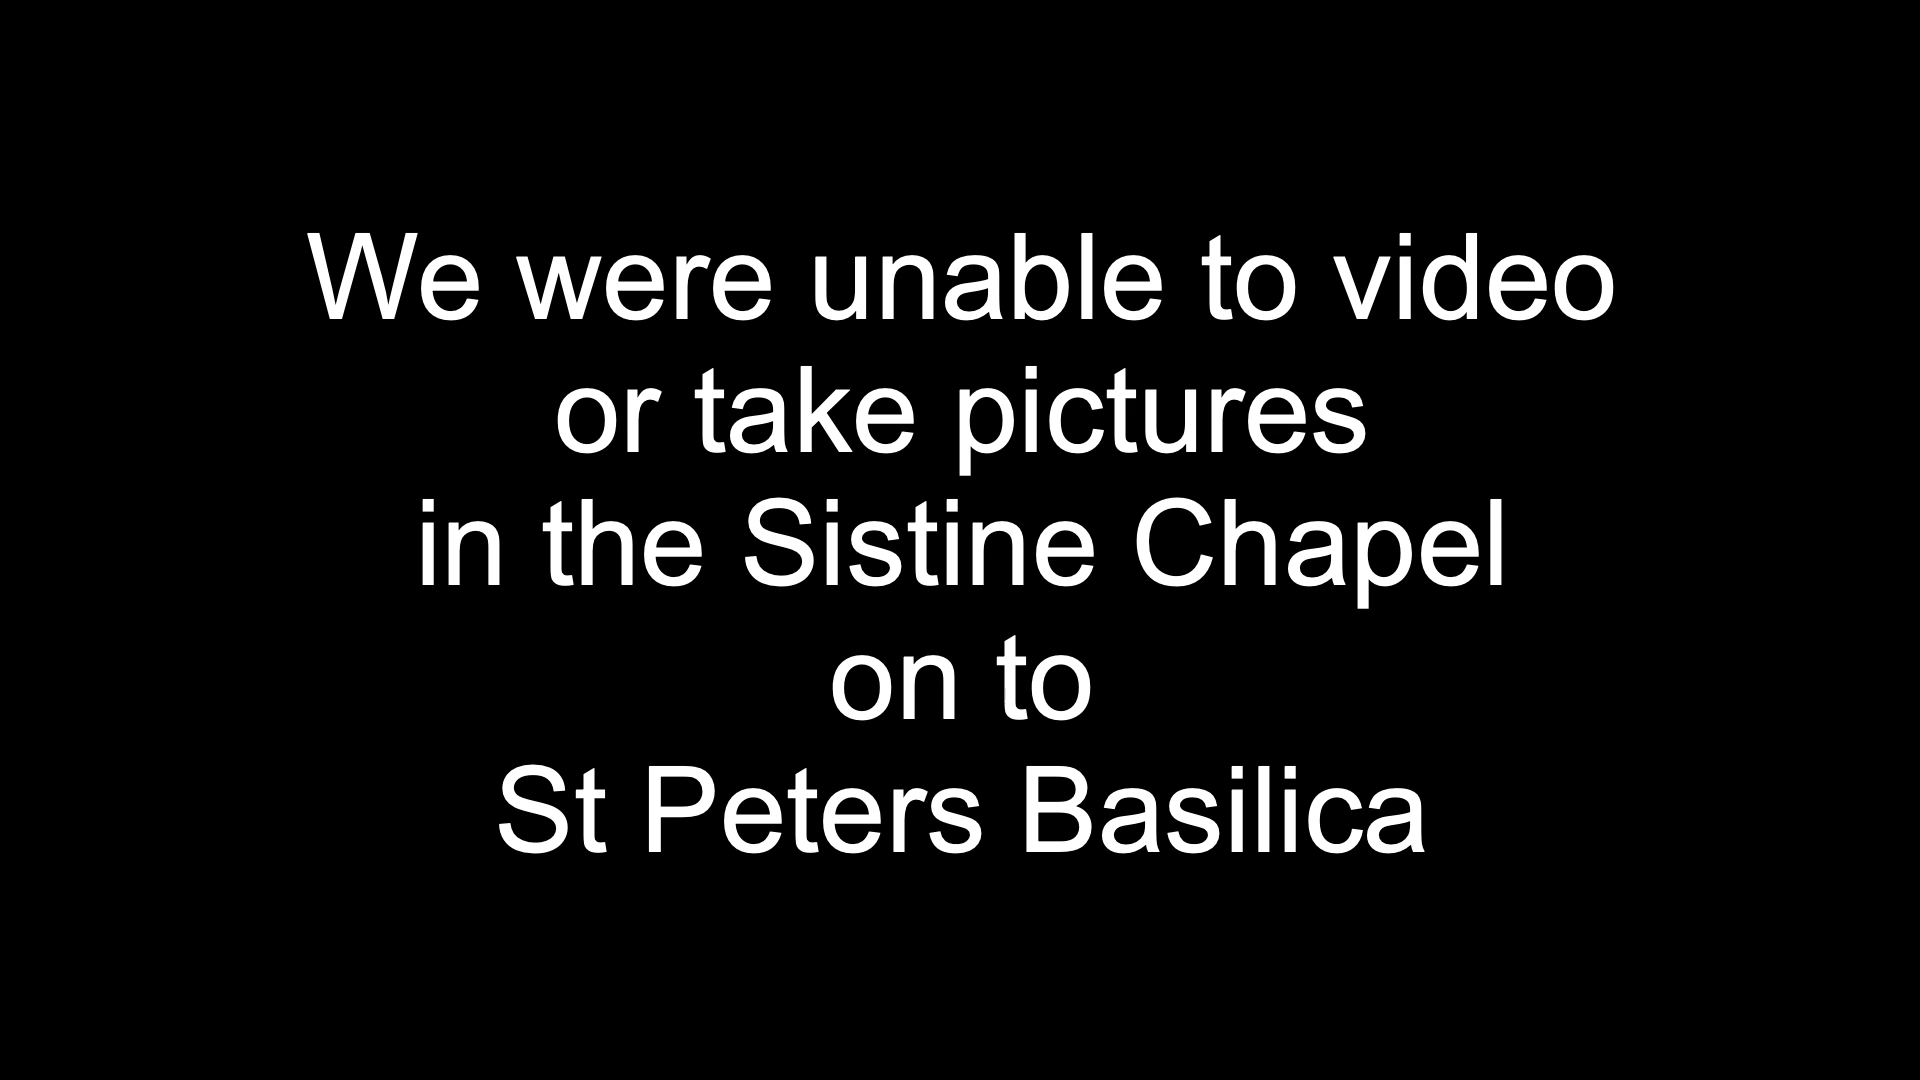 We were unable to video
or take pictures
in the Sistine Chapel
on to
St Peters Basilica